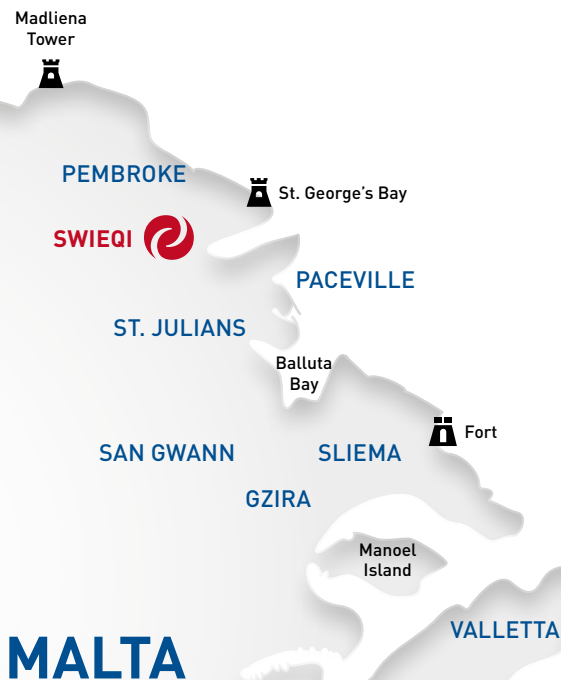 Madliena
Tower
PEMBROKE
St. George's Bay
SWIEQI
PACEVILLE
ST. JULIANS
Balluta
Bay
Fort
SAN GWANN
SLIEMA
GZIRA
Manoel
Island
VALLETTA
MALTA